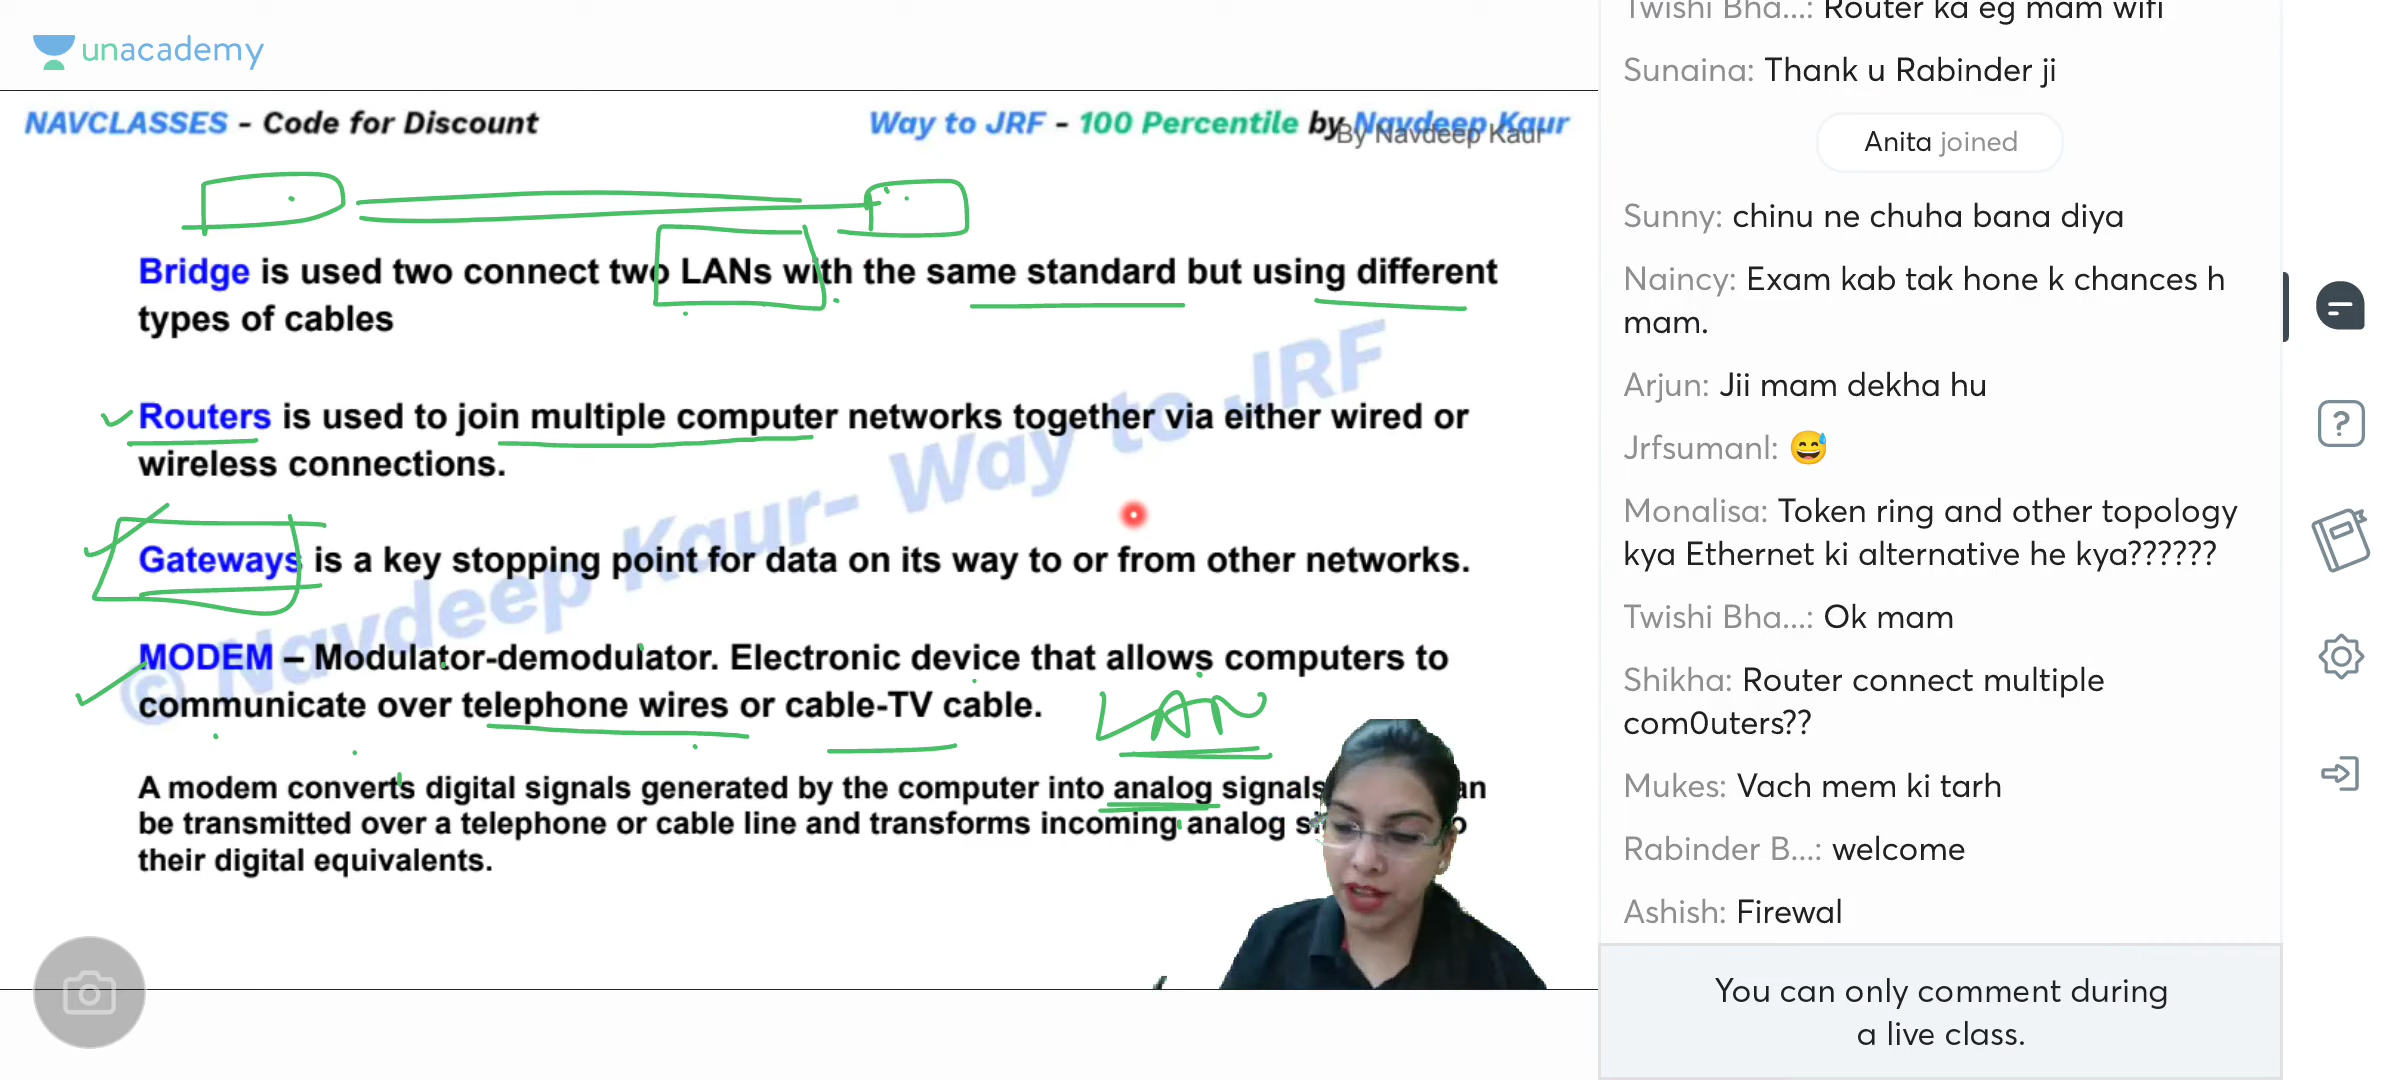 unacademy
NAVCLASSES - Code for Discount
Way to JRF - 100 Percentile by Navdeep Kaur
By Navdeep Kaur
Bridge is used two connect two LANs with the same standard but using different
types of cables
Routers is used to join multiple computer networks together via either wired or
wireless connections.
Gateways is a key stopping point for data on its way to or from other networks.
MODEM – Modulator-demodulator. Electronic device that allows computers to
communicate over telephone wires or cable-TV cable.
LAN
A modem converts digital signals generated by the computer into analog signals an
be transmitted over a telephone or cable line and transforms incoming analog
their digital equivalents.
© Navdeep Kaur- Way to JRF
Twishi Bha...: Router ka eg mam wifi
Sunaina: Thank u Rabinder ji
Anita joined
Sunny: chinu ne chuha bana diya
Naincy: Exam kab tak hone k chances h
mam.
Arjun: Jii mam dekha hu
Jrfsumanl: 😅
Monalisa: Token ring and other topology
kya Ethernet ki alternative he kya??????
Twishi Bha...: Ok mam
Shikha: Router connect multiple
com0uters??
Mukes: Vach mem ki tarh
Rabinder B...: welcome
Ashish: Firewal
You can only comment during
a live class.